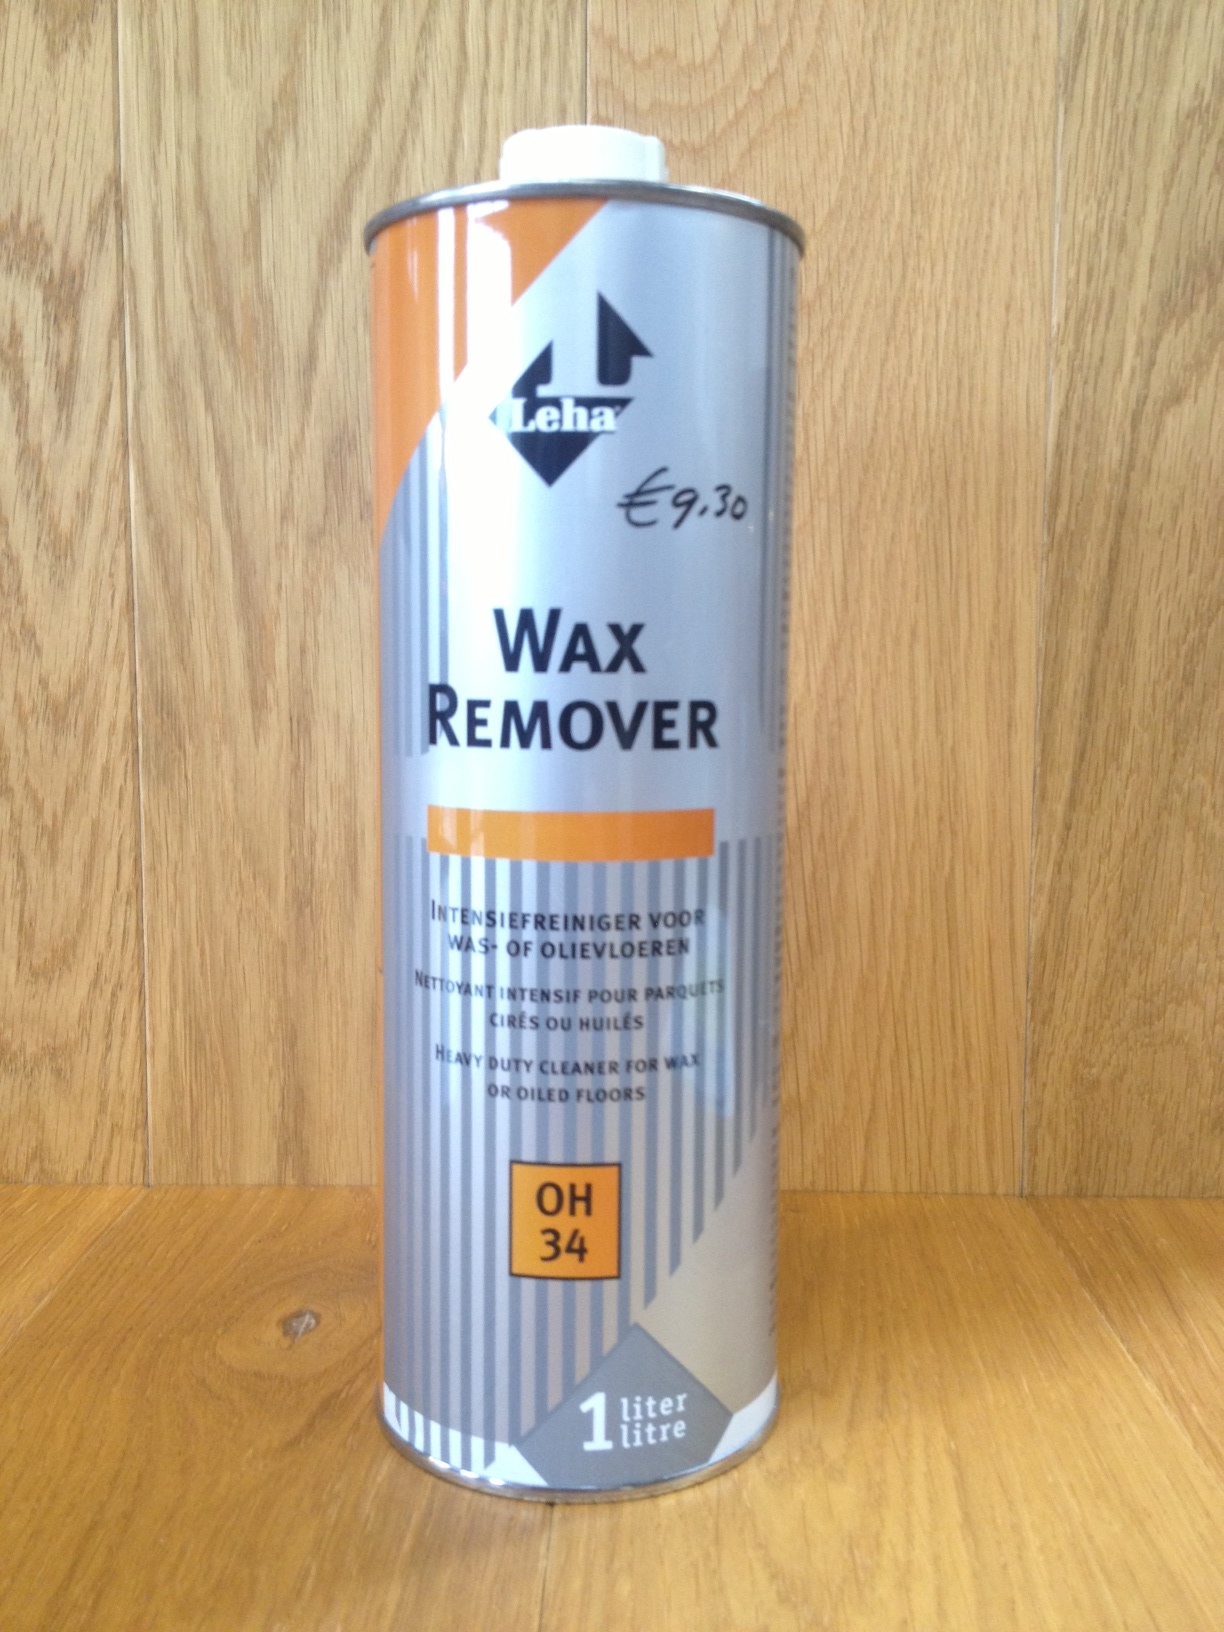 Leha
€9.30
WAX
REMOVER
INTENSIEFREINIGER VOOR
WAS- OF OLIEVLOEREN
NETTOYANT INTENSIF POUR PARQUETS
CIRÉS OU HUILÉS
HEAVY DUTY CLEANER FOR WAX
OR OILED FLOORS
OH
34
1 liter
litre